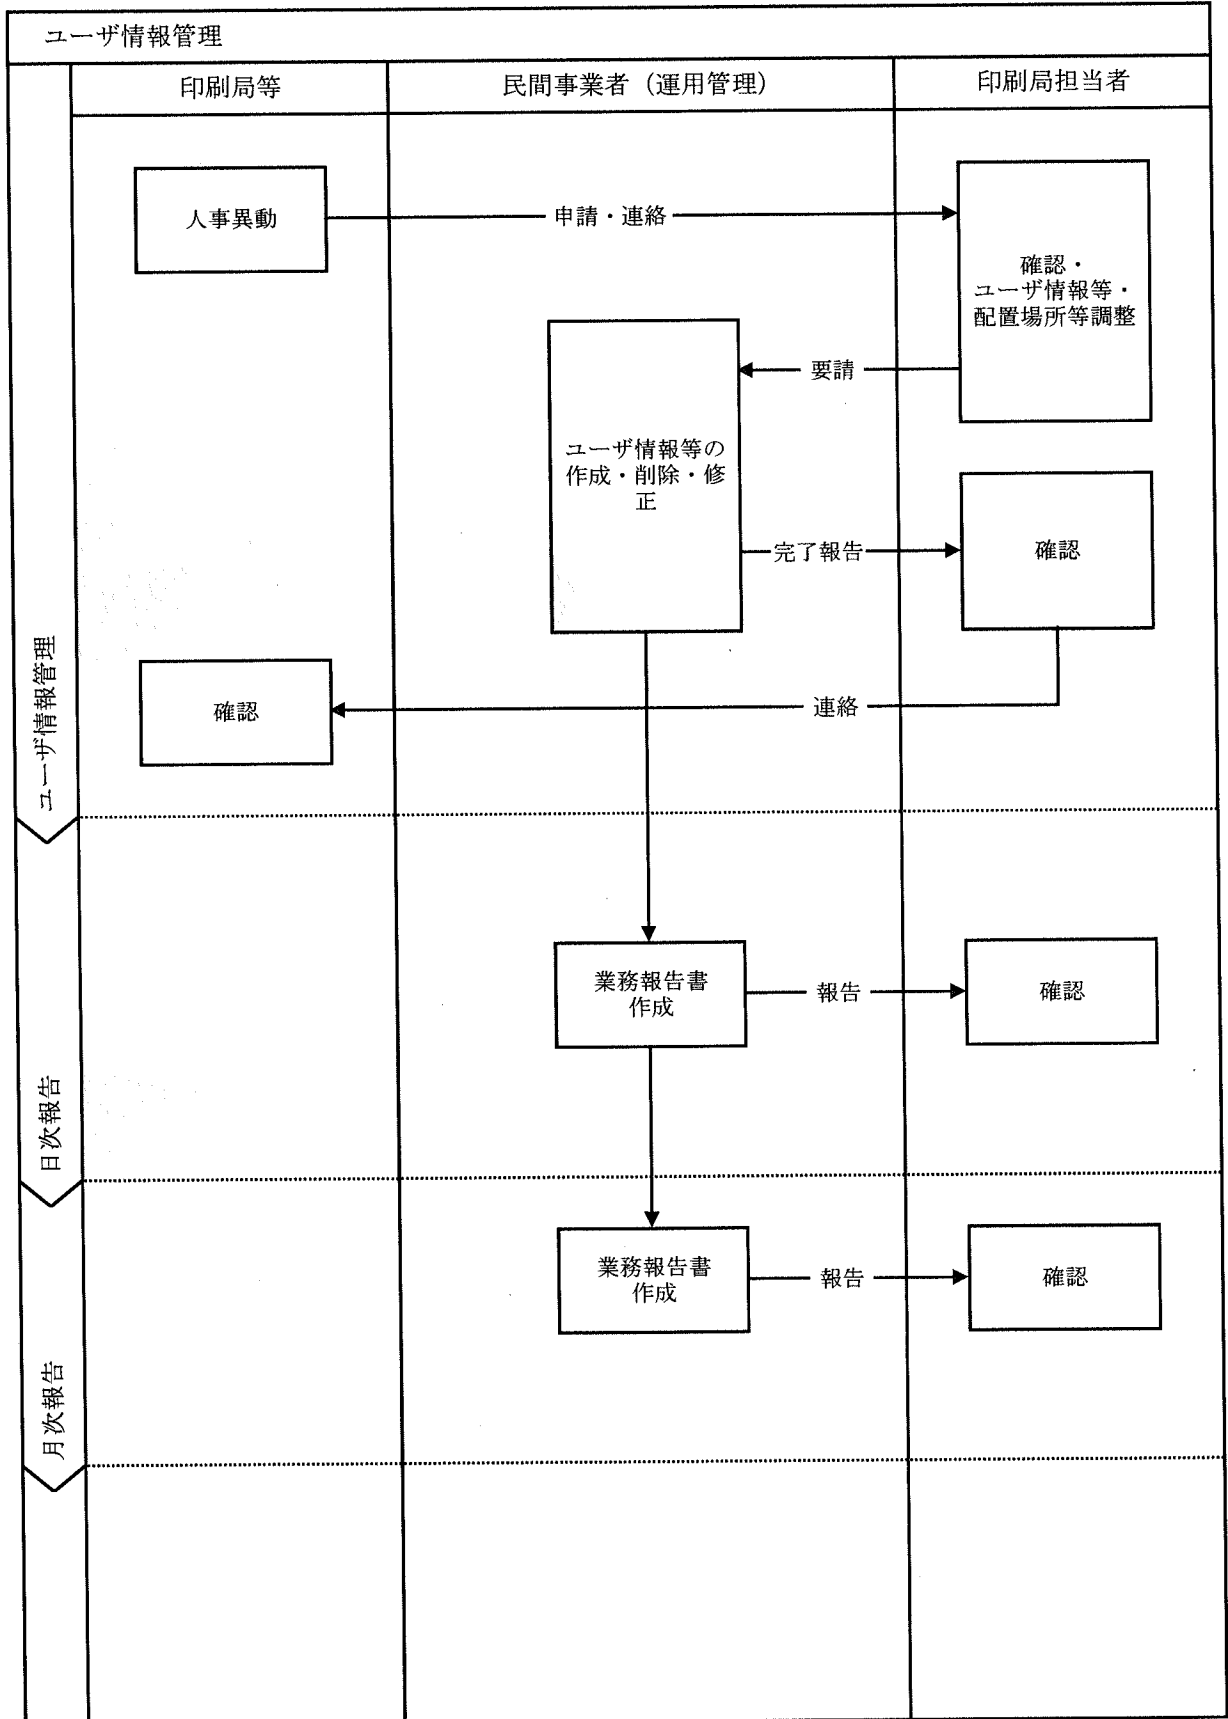 ユーザ情報管理
印刷局等
民間事業者（運用管理）
印刷局担当者
人事異動
申請・連絡
確認・
ユーザ情報等・
配置場所等調整
要請
ユーザ情報等の
作成・削除・修
正
完了報告
確認
ユーザ情報管理
確認
連絡
業務報告書
作成
報告
確認
日次報告
業務報告書
作成
報告
確認
月次報告